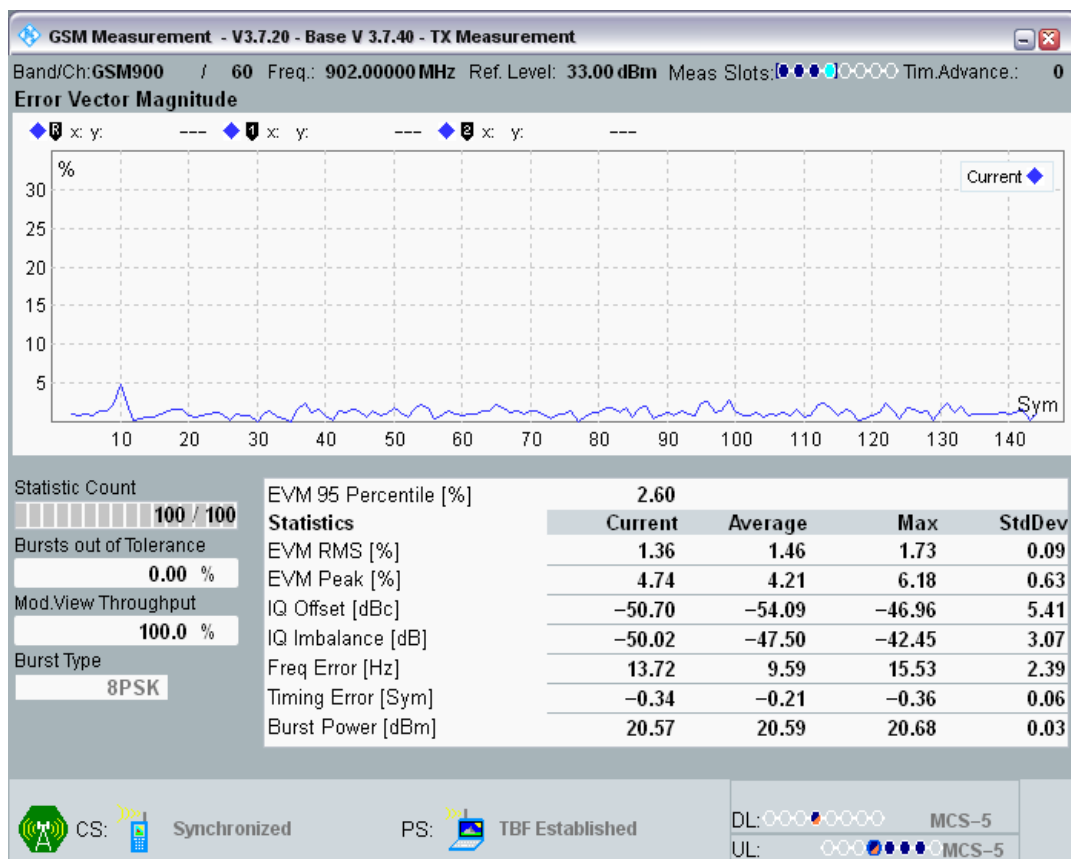 GSM Measurement - V3.7.20 - Base V 3.7.40 - TX Measurement
Band/Ch:GSM900 / 60 Freq.: 902.00000 MHz Ref. Level: 33.00 dBm Meas Slots: Tim.Advance.: 0
Error Vector Magnitude
R x: y: --- 1 x: y: --- 2 x: y: ---
%
Current
30
25
20
15
10
5
Sym
10 20 30 40 50 60 70 80 90 100 110 120 130 140
Statistic Count
100 / 100
Bursts out of Tolerance
0.00 %
Mod.View Throughput
100.0 %
Burst Type
8PSK
EVM 95 Percentile [%] 2.60
Statistics Current Average Max StdDev
EVM RMS [%] 1.36 1.46 1.73 0.09
EVM Peak [%] 4.74 4.21 6.18 0.63
IQ Offset [dBc] −50.70 −54.09 −46.96 5.41
IQ Imbalance [dB] −50.02 −47.50 −42.45 3.07
Freq Error [Hz] 13.72 9.59 15.53 2.39
Timing Error [Sym] −0.34 −0.21 −0.36 0.06
Burst Power [dBm] 20.57 20.59 20.68 0.03
CS: Synchronized PS: TBF Established
DL: MCS−5
UL: MCS−5